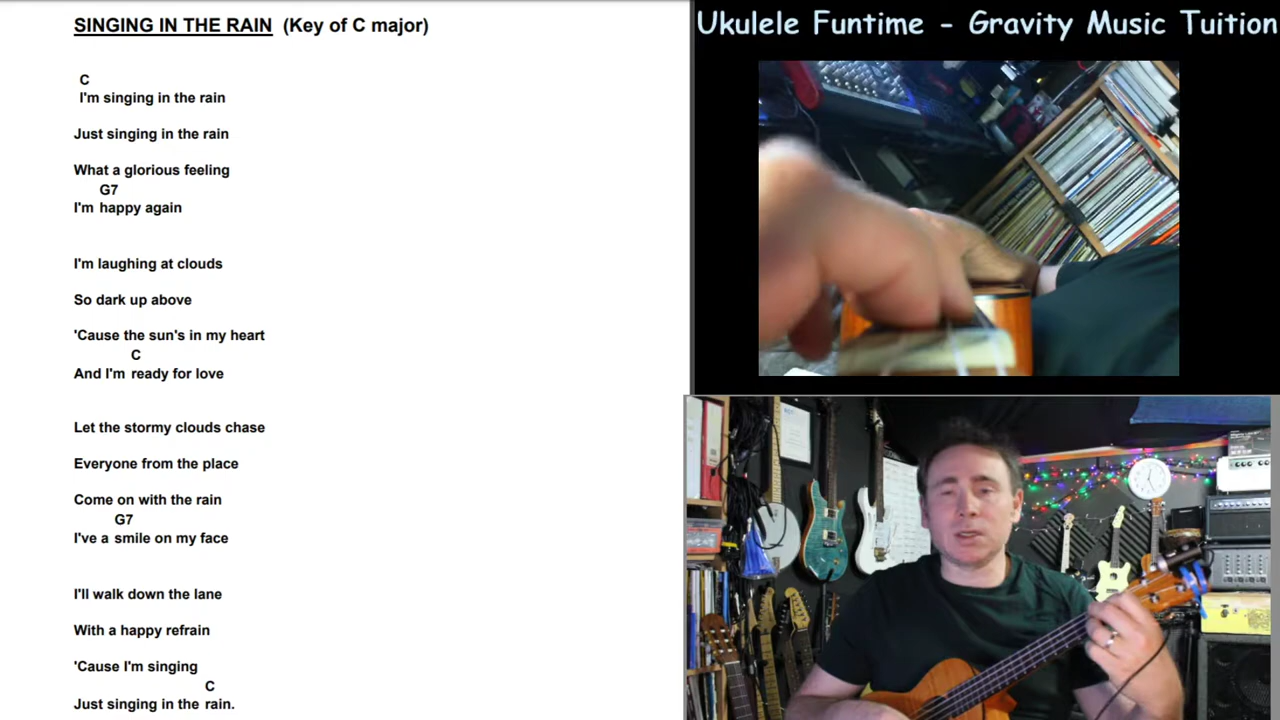 SINGING IN THE RAIN (Key of C major)
C
I'm singing in the rain
Just singing in the rain
What a glorious feeling
G7
I'm happy again
I'm laughing at clouds
So dark up above
'Cause the sun's in my heart
C
And I'm ready for love
Let the stormy clouds chase
Everyone from the place
Come on with the rain
G7
I've a smile on my face
I'll walk down the lane
With a happy refrain
'Cause I'm singing
C
Just singing in the rain.
Ukulele Funtime - Gravity Music Tuition